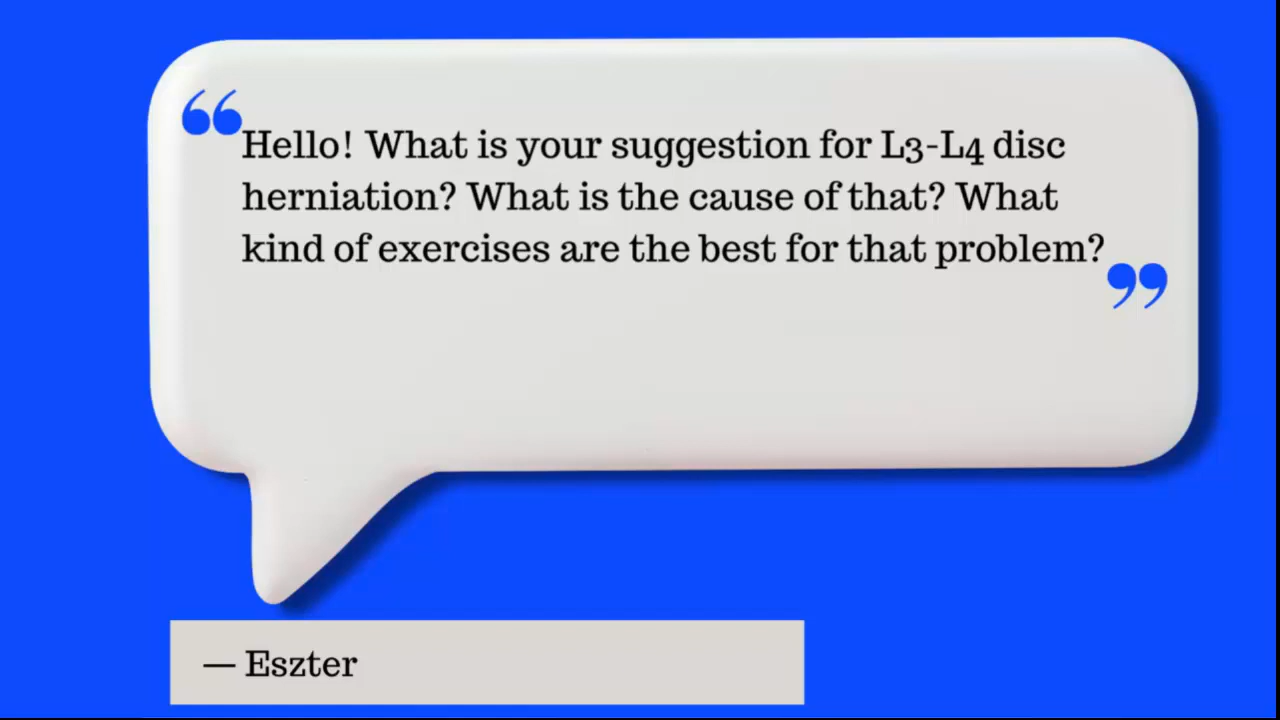 “Hello! What is your suggestion for L3-L4 disc
herniation? What is the cause of that? What
kind of exercises are the best for that problem?”
— Eszter